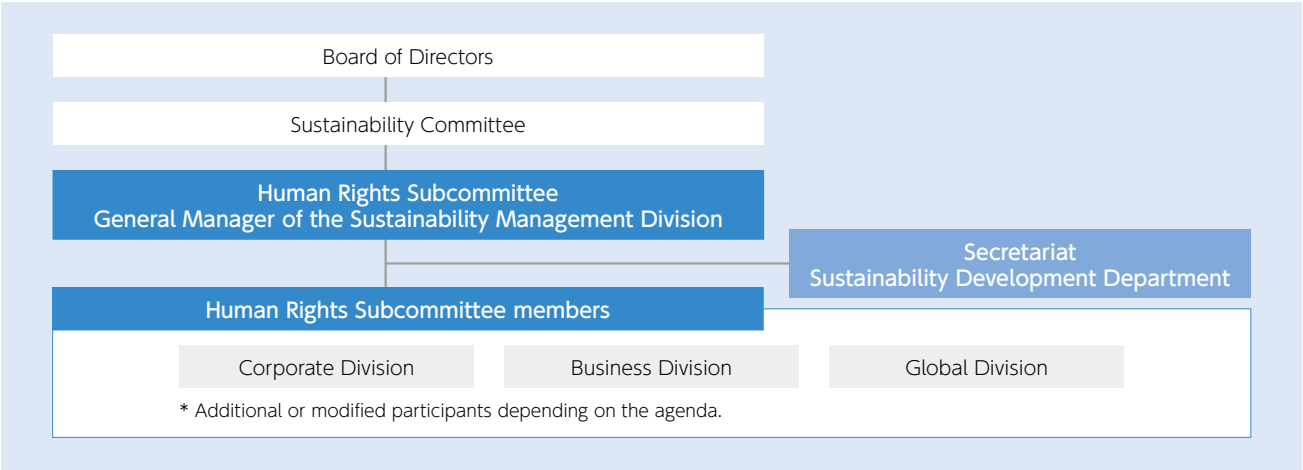 Board of Directors
Sustainability Committee
Human Rights Subcommittee
General Manager of the Sustainability Management Division
Secretariat
Sustainability Development Department
Human Rights Subcommittee members
Corporate Division
Business Division
Global Division
* Additional or modified participants depending on the agenda.